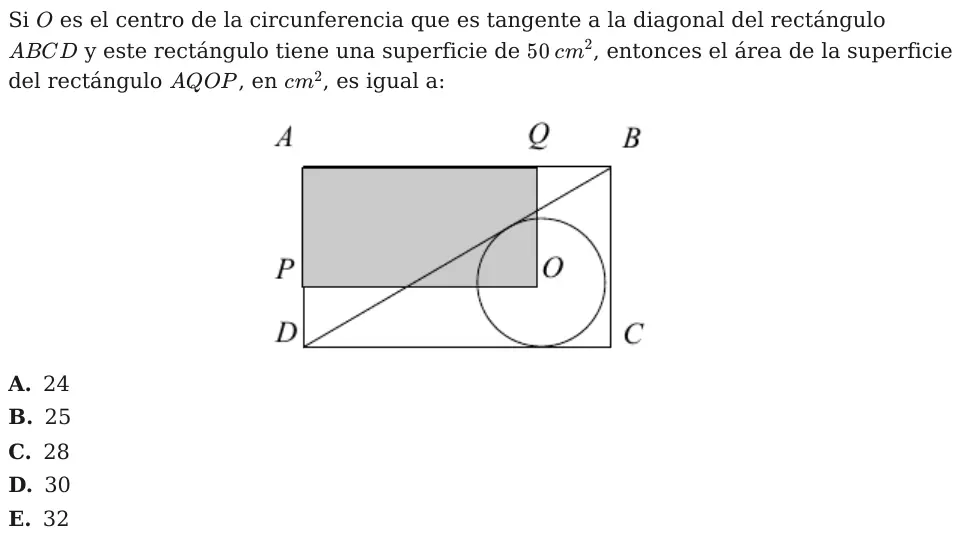 Si O es el centro de la circunferencia que es tangente a la diagonal del rectángulo
ABCD y este rectángulo tiene una superficie de 50 cm², entonces el área de la superficie
del rectángulo AQOP, en cm², es igual a:
A Q B
P O
D C
A. 24
B. 25
C. 28
D. 30
E. 32